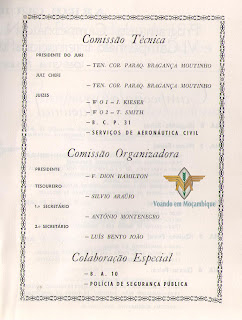 Comissão Técnica
PRESIDENTE DO JURI
— TEN. COR. PARAQ. BRAGANÇA MOUTINHO
JUIZ CHEFE
— TEN. COR. PARAQ. BRAGANÇA MOUTINHO
JUIZES
— W O 1 – J. KIESER
— W O 2 – T. SMITH
— B. C. P. 31
— SERVIÇOS DE AERONÁUTICA CIVIL
Comissão Organizadora
PRESIDENTE
— F. DION HAMILTON
TESOUREIRO
— SILVIO ARAÚJO
1.º SECRETÁRIO
— ANTÓNIO MONTENEGRO
2.º SECRETÁRIO
— LUÍS BENTO JOÃO
Voando em Moçambique
Colaboração Especial
— B. A. 10
— POLÍCIA DE SEGURANÇA PÚBLICA